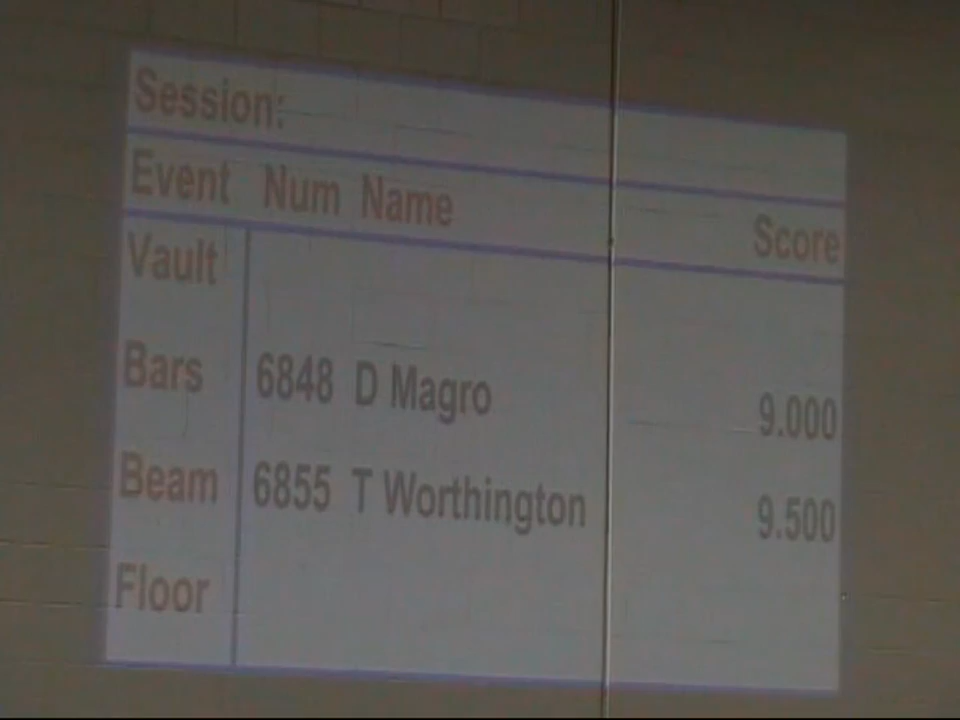 Session:
Event Num Name Score
Vault
Bars 6848 D Magro 9.000
Beam 6855 T Worthington 9.500
Floor